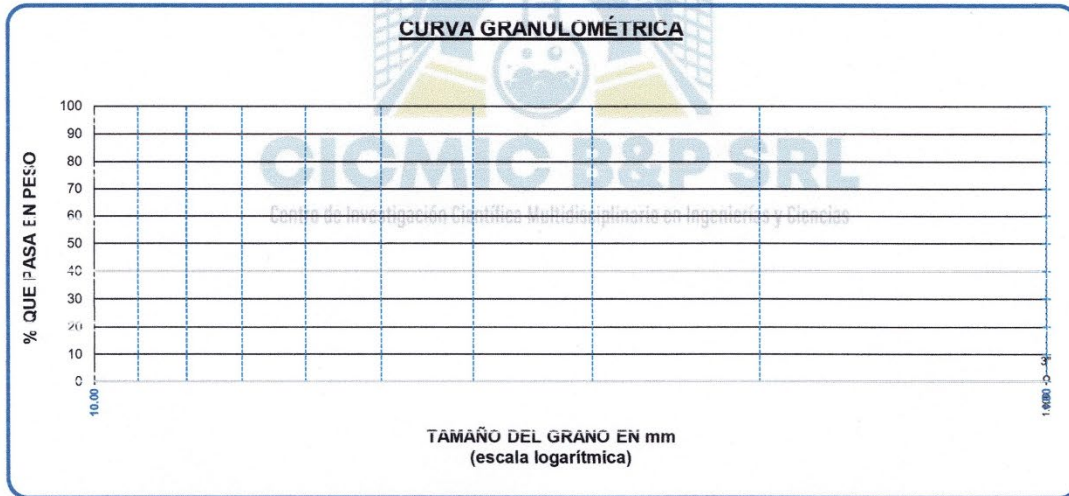 CURVA GRANULOMÉTRICA
CICMIC B&P SRL
Centro de Investigación Científica Multidisciplinario en Ingenierías y Ciencias
% QUE PASA EN PESO
100
90
80
70
60
50
40
30
20
10
0
10.00
TAMAÑO DEL GRANO EN mm
(escala logarítmica)